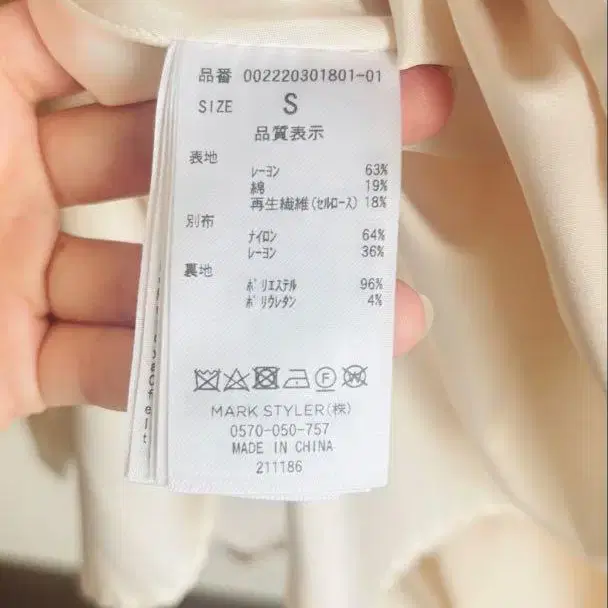 品番 002220301801-01
SIZE S
品質表示
表地
レーヨン 63%
綿 19%
再生繊維(セルロース) 18%
別布
ナイロン 64%
レーヨン 36%
裏地
ポリエステル 96%
ポリウレタン 4%
MARK STYLER(株)
0570-050-757
MADE IN CHINA
211186